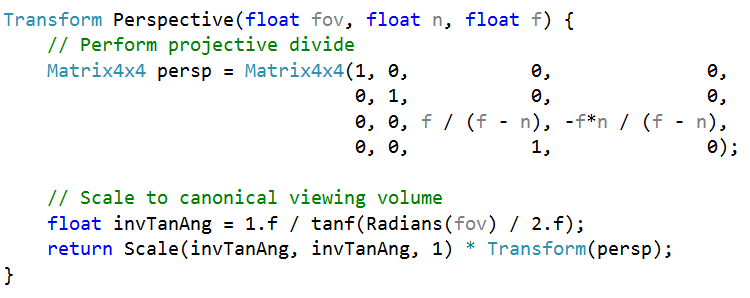 Transform Perspective(float fov, float n, float f) {
    // Perform projective divide
    Matrix4x4 persp = Matrix4x4(1, 0,           0,              0,
                                0, 1,           0,              0,
                                0, 0, f / (f - n), -f*n / (f - n),
                                0, 0,           1,              0);

    // Scale to canonical viewing volume
    float invTanAng = 1.f / tanf(Radians(fov) / 2.f);
    return Scale(invTanAng, invTanAng, 1) * Transform(persp);
}